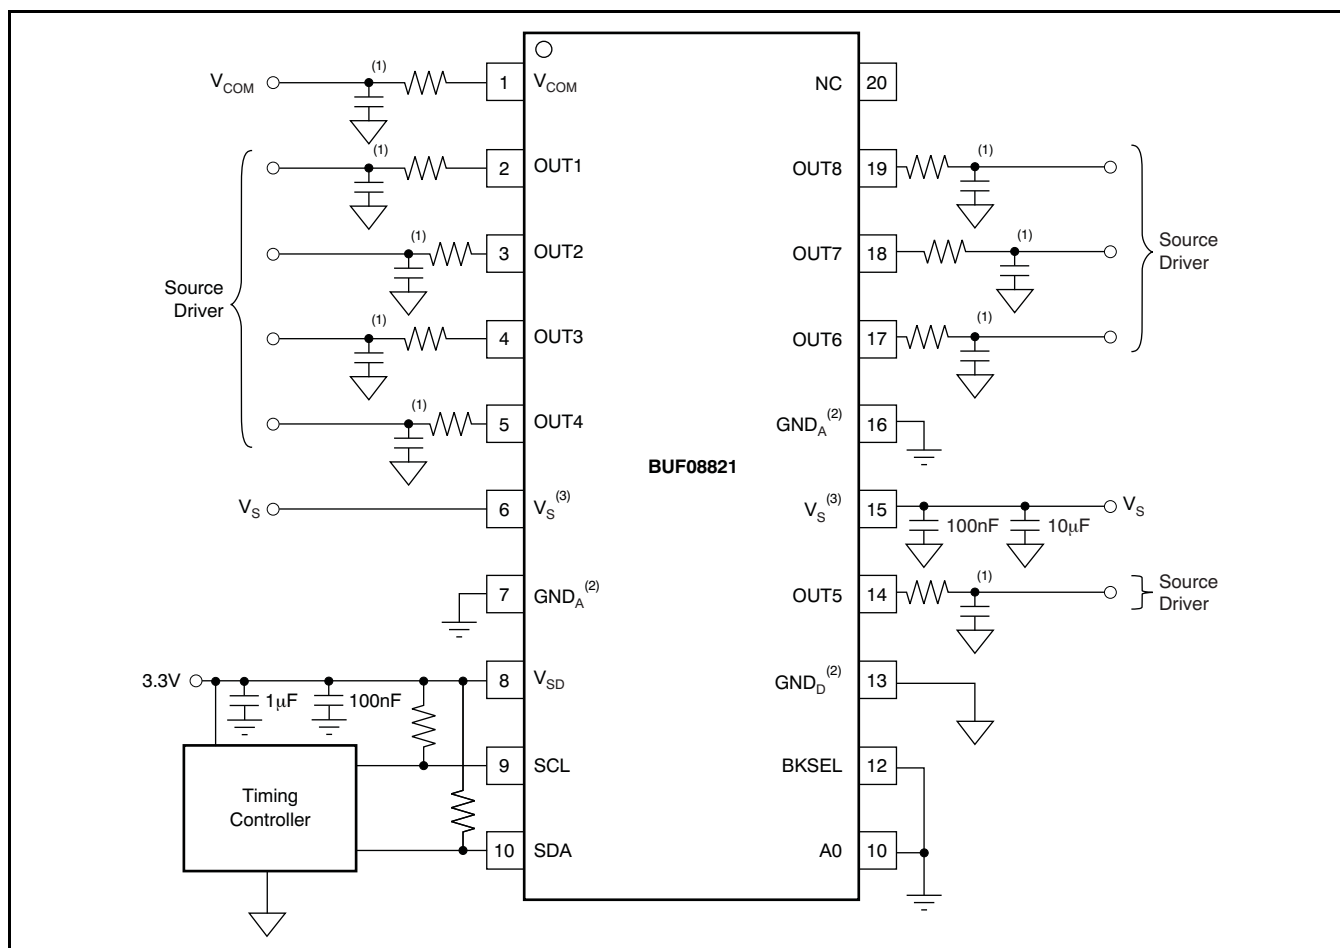 V_COM
(1)
1
V_COM
NC
20
(1)
2
OUT1
OUT8
19
(1)
(1)
3
OUT2
OUT7
18
(1)
Source
Driver
Source
Driver
(1)
4
OUT3
OUT6
17
(1)
(1)
5
OUT4
GND_A(2)
16
BUF08821
V_S
6
V_S(3)
V_S(3)
15
V_S
100nF
10μF
7
GND_A(2)
OUT5
14
(1)
Source
Driver
3.3V
1μF
100nF
8
V_SD
GND_D(2)
13
9
SCL
BKSEL
12
Timing
Controller
10
SDA
A0
10